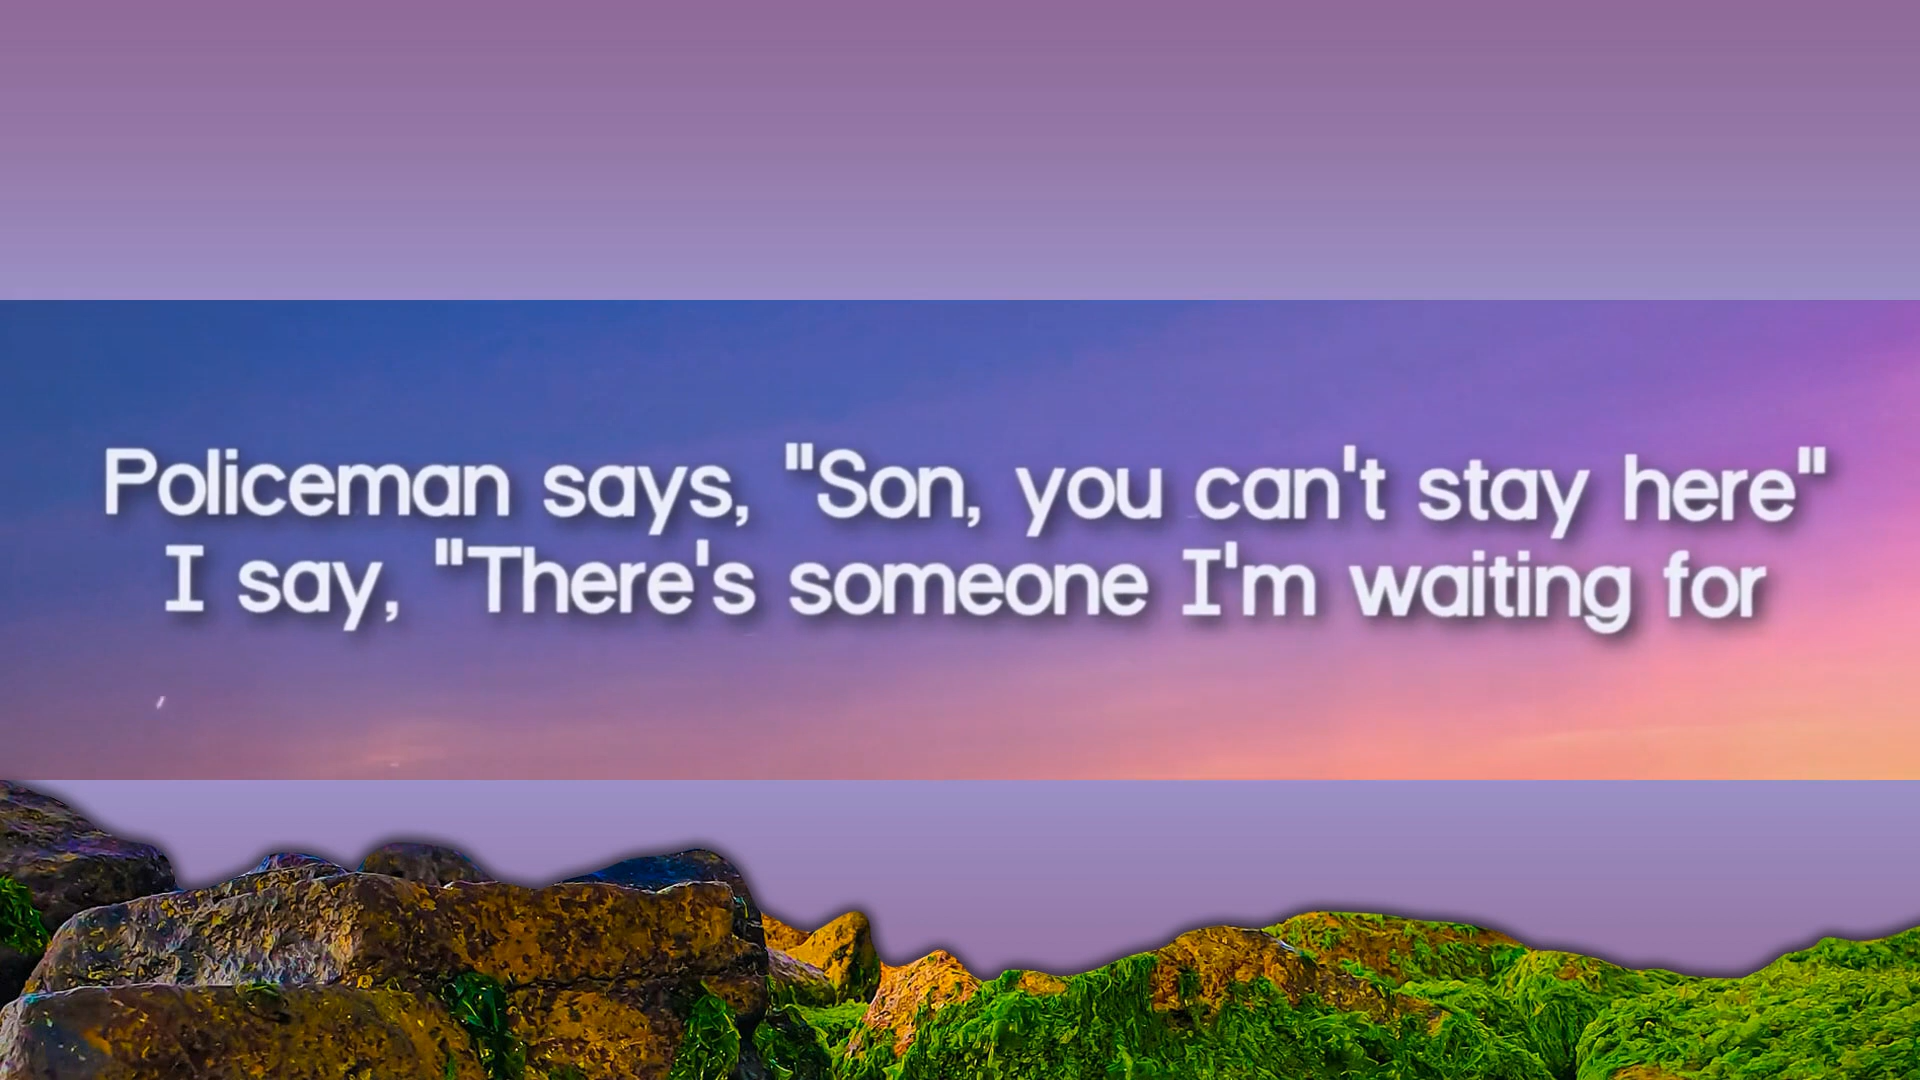 Policeman says, "Son, you can't stay here"
I say, "There's someone I'm waiting for